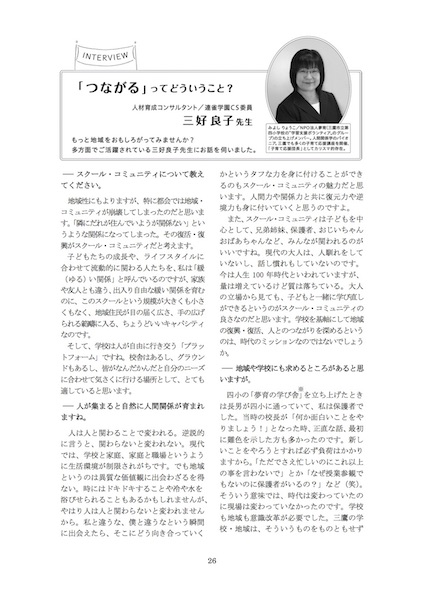 INTERVIEW
「つながる」ってどういうこと?
人材育成コンサルタント/連雀学園CS委員
三好良子先生
もっと地域をおもしろがってみませんか?
多方面でご活躍されている三好良子先生にお話を伺いました。
みよし りょうこ/NPO法人夢育(三鷹市立第
四小学校の「学習支援ボランティア」のグルー
プ)の立ち上げメンバー。人間関係学のパイオ
ニア。三鷹でも多くの子育て応援講座を開催。
「子育て応援団長」としてカリスマ的存在。
── スクール・コミュニティについて教え
てください。
地域性にもよりますが、特に都会では地域・
コミュニティが崩壊してしまったのだと思いま
す。「隣にだれが住んでいようが関係ない」とい
うような関係になってしまった。その復活・復
興がスクール・コミュニティだと考えます。
子どもたちの成長や、ライフスタイルに
合わせて流動的に関わる人たちを、私は「緩
(ゆる)い関係」と呼んでいるのですが、家族
や友人とも違う、出入り自由な緩い関係を育む
のに、このスクールという規模が大きくも小さ
くもなく、地域住民が目の届く広さ、手の広げ
られる範疇に入る、ちょうどいいキャパシティ
なのです。
そして、学校は人が自由に行き交う「プラッ
トフォーム」ですね。校舎はあるし、グラウン
ドもあるし、皆がなんだかんだと自分のニーズ
に合わせて気さくに行ける場所として、とても
適していると思います。
── 人が集まると自然に人間関係が育まれ
ますね。
人は人と関わることで変われる。逆説的
に言うと、関わらないと変われない。現代
では、学校と家庭、家庭と職場というよう
に生活環境が制限されがちです。でも地域
というのは異質な価値観に出会わざるを得
ない。時にはドキドキすることや冷や水を
浴びせられることもあるかもしれませんが、
やはり人は人と関わらないと変われません
から。私と違うな、僕と違うなという瞬間
に出会えたら、そこにどう向き合っていく
かというタフな力を身に付けることができ
るのもスクール・コミュニティの魅力だと思
います。人間力や関係力と共に復元力や逆
境力も身に付いていくと思うのですよ。
また、スクール・コミュニティは子どもを中
心として、兄弟姉妹、保護者、おじいちゃん
おばあちゃんなど、みんなが関われるのがい
いですね。現代の大人は、人馴れをして
いないし、話し慣れもしていないのです。
今は人生100年時代といわれていますが、
量は増えているけど質は落ちている。大人
の立場から見ても、子どもと一緒に学び直し
ができるというのがスクール・コミュニティの
良さなのだと思います。学校を基軸にして地域
の復興・復活、人とのつながりを深めるという
のは、時代のミッションなのではないでしょう
か。
── 地域や学校にも求めるところがあると思
いますが。
四小の「夢育の学び舎」※を立ち上げたとき
は長男が四小に通っていて、私は保護者で
した。当時の校長が「何か面白いことをや
りましょう!」となった時、正直な話、最初
に難色を示した方も多かったのです。新し
いことをやろうとすれば必ず負荷はかかり
ますから。「ただでさえ忙しいのにこれ以上
の事を言わないで」とか「なぜ授業参観で
もないのに保護者がいるの?」など(笑)。
そういう意味では、時代は変わっていたの
に現場は変わっていなかったのです。学校
も地域も意識改革が必要でした。三鷹の学
校・地域は、そういうものをものともせず
26